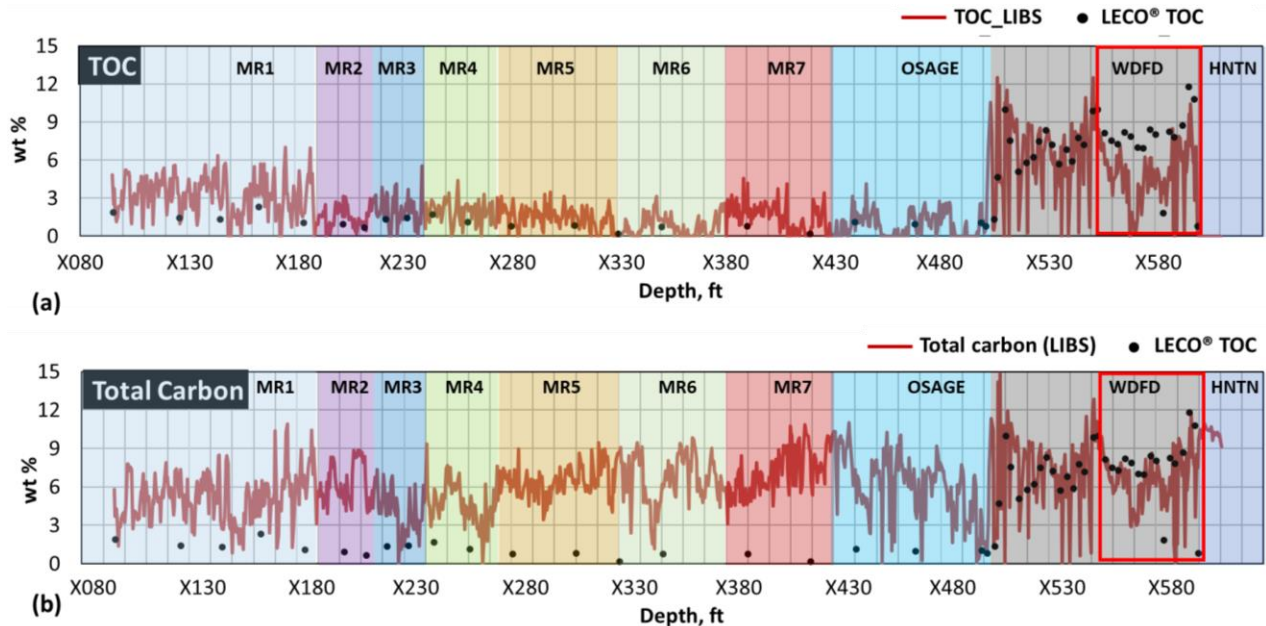 TOC_LIBS LECO® TOC
15 TOC MR1 MR2 MR3 MR4 MR5 MR6 MR7 OSAGE WDFD HNTN
12
9
wt %
6
3
0
X080 X130 X180 X230 X280 X330 X380 X430 X480 X530 X580
Depth, ft
(a)
Total carbon (LIBS) LECO® TOC
15 Total Carbon MR1 MR2 MR3 MR4 MR5 MR6 MR7 OSAGE WDFD HNTN
12
9
wt %
6
3
0
X080 X130 X180 X230 X280 X330 X380 X430 X480 X530 X580
Depth, ft
(b)